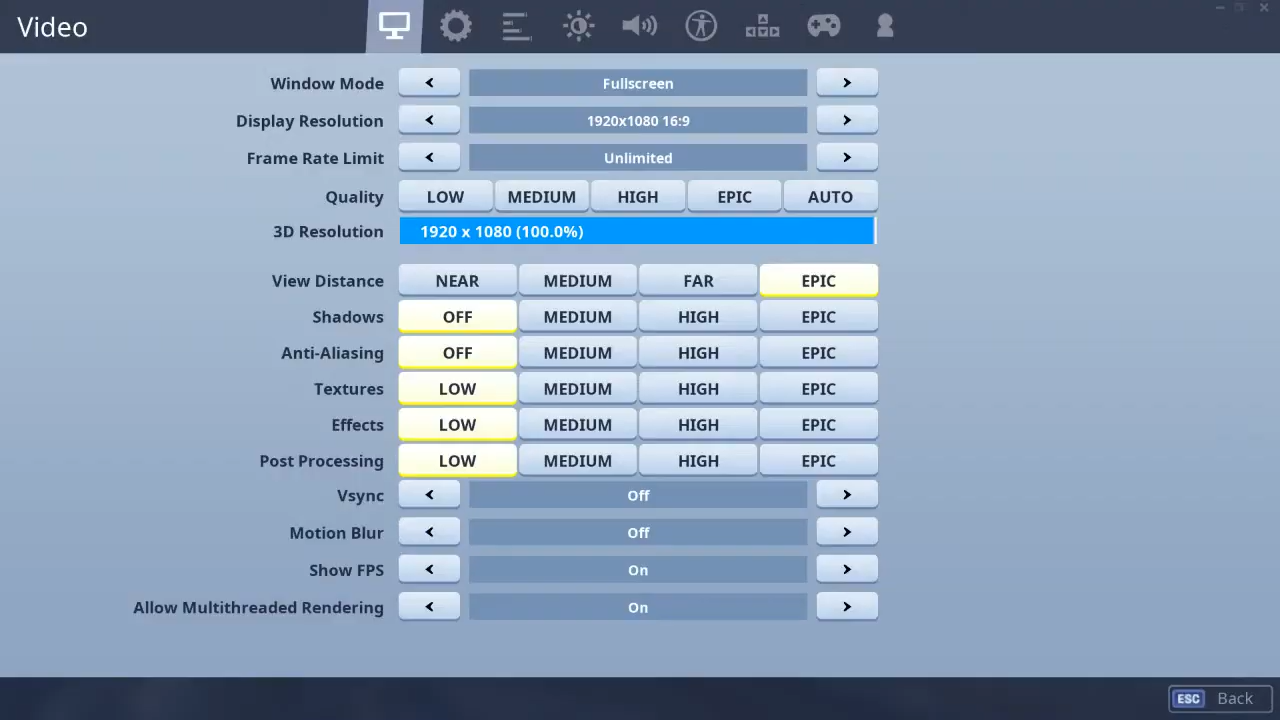 Video
Window Mode < Fullscreen >
Display Resolution < 1920x1080 16:9 >
Frame Rate Limit < Unlimited >
Quality LOW MEDIUM HIGH EPIC AUTO
3D Resolution 1920 x 1080 (100.0%)
View Distance NEAR MEDIUM FAR EPIC
Shadows OFF MEDIUM HIGH EPIC
Anti-Aliasing OFF MEDIUM HIGH EPIC
Textures LOW MEDIUM HIGH EPIC
Effects LOW MEDIUM HIGH EPIC
Post Processing LOW MEDIUM HIGH EPIC
Vsync < Off >
Motion Blur < Off >
Show FPS < On >
Allow Multithreaded Rendering < On >
ESC Back